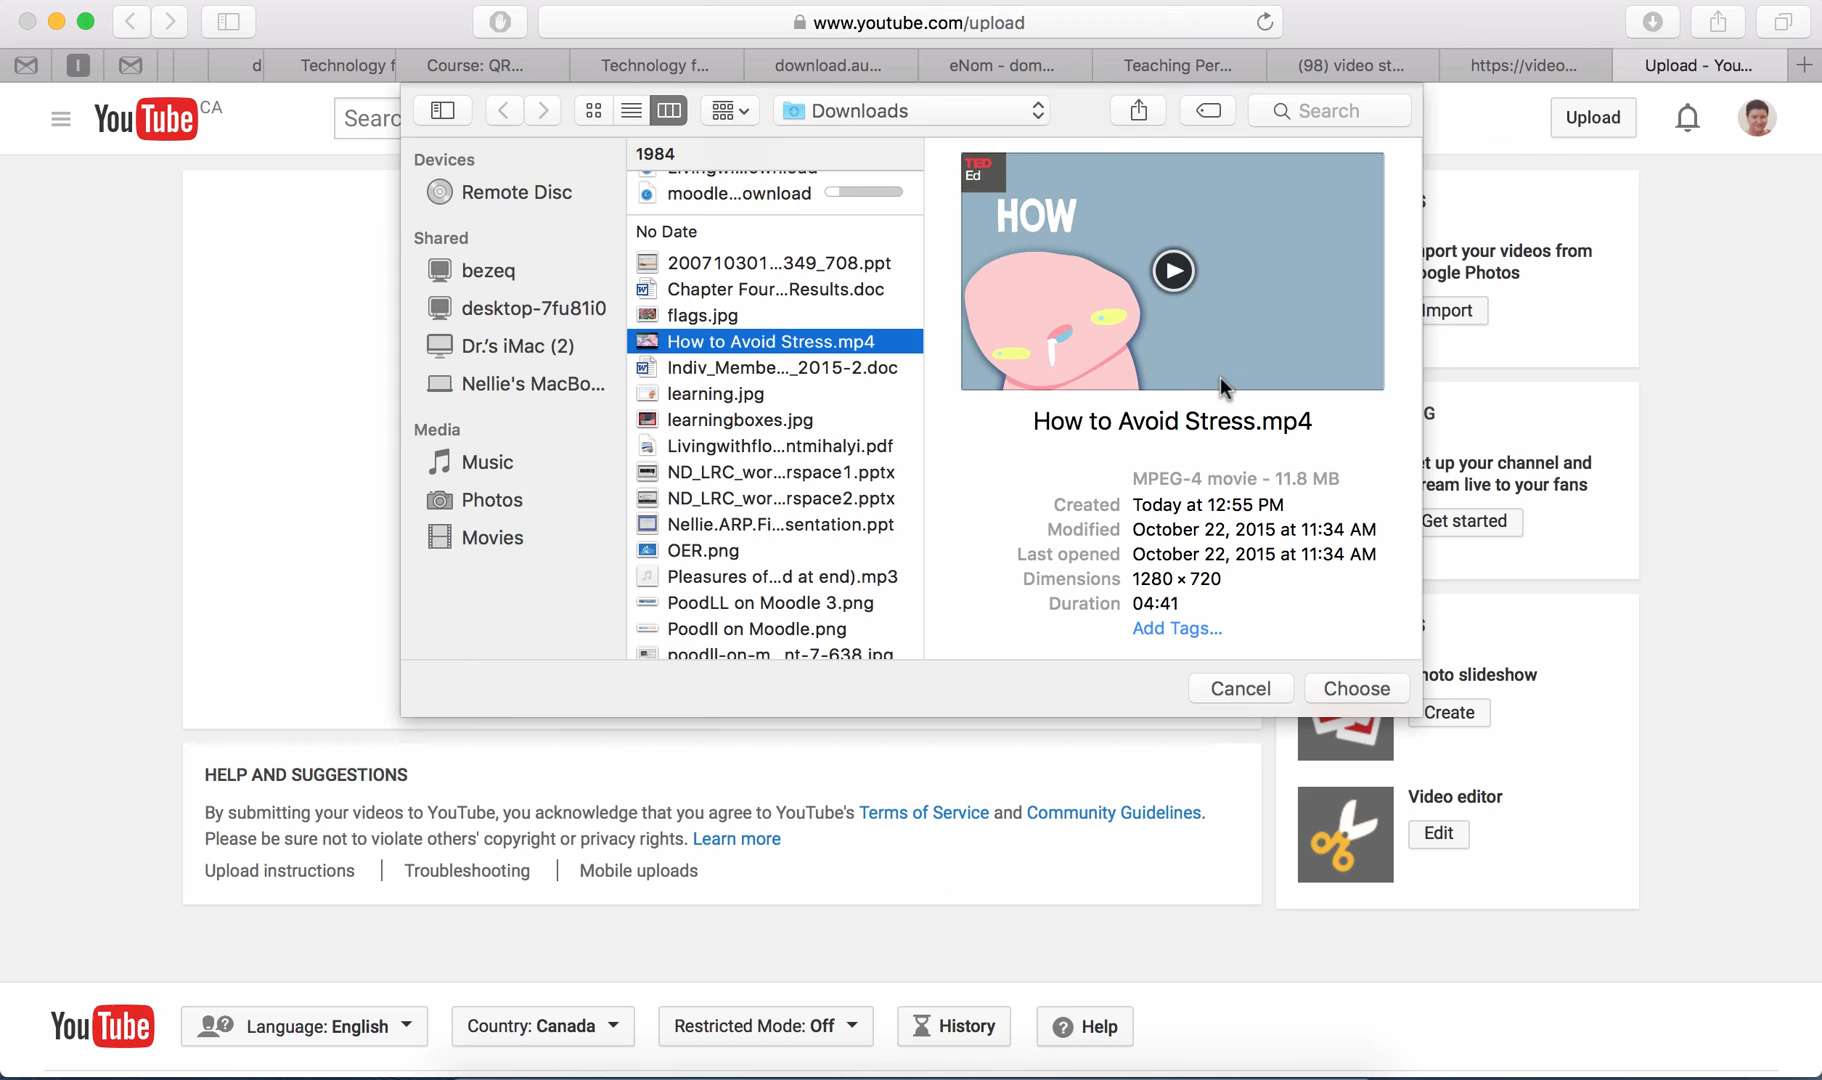 www.youtube.com/upload
d
Technology f
Course: QR...
Technology f...
download.au...
eNom - dom...
Teaching Per...
(98) video st...
https://video...
Upload - You...
YouTube CA
Searc
Downloads
Search
Upload
Devices
Remote Disc
Shared
bezeq
desktop-7fu81i0
Dr.'s iMac (2)
Nellie's MacBo...
Media
Music
Photos
Movies
1984
moodle...ownload
No Date
200710301...349_708.ppt
Chapter Four...Results.doc
flags.jpg
How to Avoid Stress.mp4
Indiv_Membe..._2015-2.doc
learning.jpg
learningboxes.jpg
Livingwithflo...ntmihalyi.pdf
ND_LRC_wor...rspace1.pptx
ND_LRC_wor...rspace2.pptx
Nellie.ARP.Fi...sentation.ppt
OER.png
Pleasures of...d at end).mp3
PoodLL on Moodle 3.png
Poodll on Moodle.png
poodll-on-m...nt-7-638.jpg
TED
Ed
HOW
How to Avoid Stress.mp4
MPEG-4 movie - 11.8 MB
Created Today at 12:55 PM
Modified October 22, 2015 at 11:34 AM
Last opened October 22, 2015 at 11:34 AM
Dimensions 1280 × 720
Duration 04:41
Add Tags...
Cancel
Choose
port your videos from
ogle Photos
Import
G
t up your channel and
ream live to your fans
Get started
oto slideshow
Create
Video editor
Edit
HELP AND SUGGESTIONS
By submitting your videos to YouTube, you acknowledge that you agree to YouTube's Terms of Service and Community Guidelines.
Please be sure not to violate others' copyright or privacy rights. Learn more
Upload instructions | Troubleshooting | Mobile uploads
YouTube
Language: English
Country: Canada
Restricted Mode: Off
History
Help